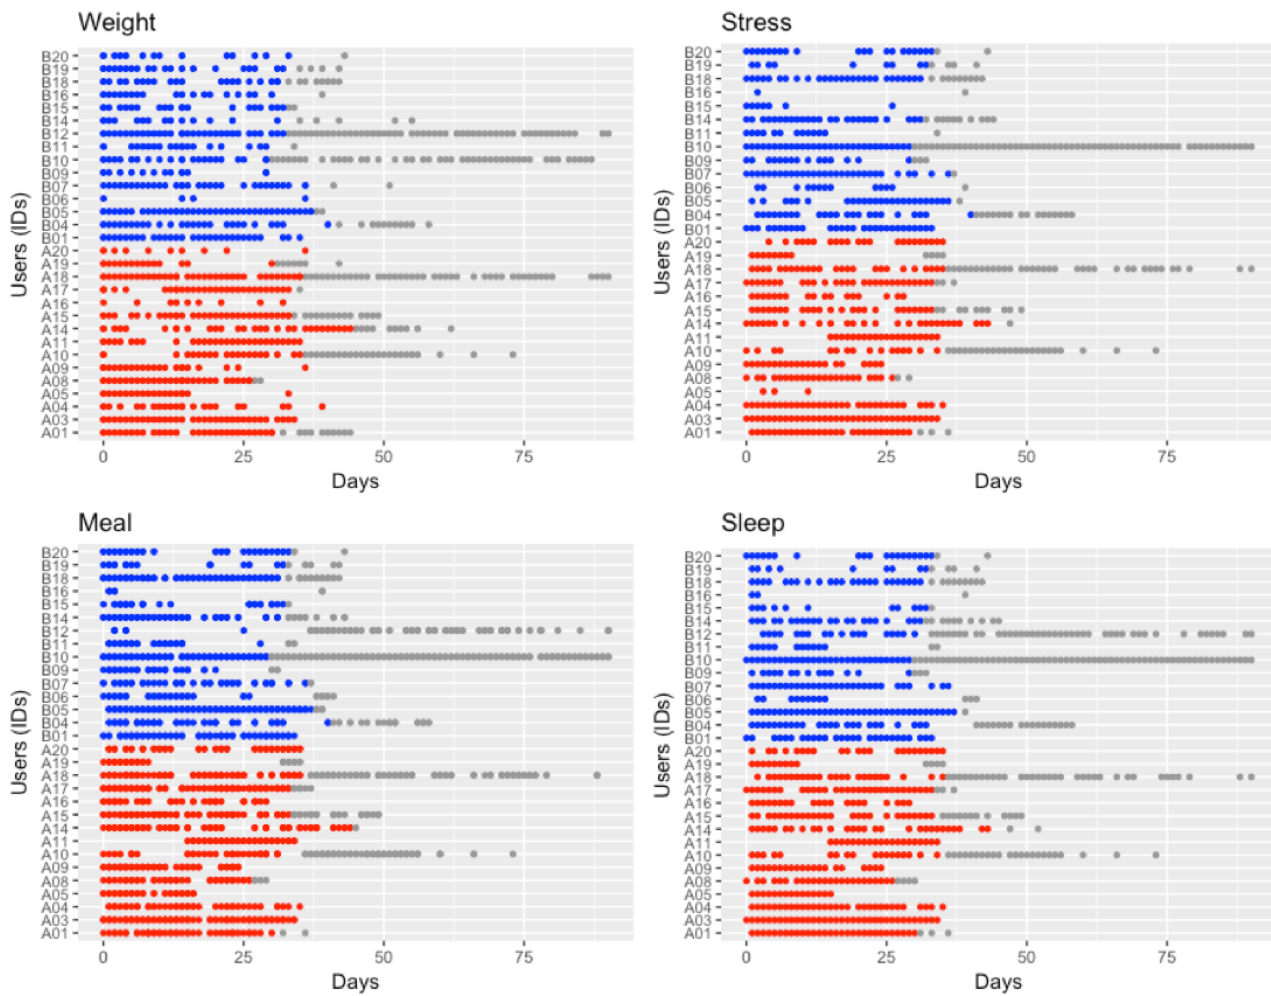 Weight
B20
B19
B18
B16
B15
B14
B12
B11
B10
B09
B07
B06
B05
B04
B01
A20
A19
A18
A17
A16
A15
A14
A11
A10
A09
A08
A05
A04
A03
A01
Users (IDs)
0 25 50 75
Days
Stress
B20
B19
B18
B16
B15
B14
B11
B10
B09
B07
B06
B05
B04
B01
A20
A19
A18
A17
A16
A15
A14
A11
A10
A09
A08
A05
A04
A03
A01
Users (IDs)
0 25 50 75
Days
Meal
B20
B19
B18
B16
B15
B14
B12
B11
B10
B09
B07
B06
B05
B04
B01
A20
A19
A18
A17
A16
A15
A14
A11
A10
A09
A08
A05
A04
A03
A01
Users (IDs)
0 25 50 75
Days
Sleep
B20
B19
B18
B16
B15
B14
B12
B11
B10
B09
B07
B06
B05
B04
B01
A20
A19
A18
A17
A16
A15
A14
A11
A10
A09
A08
A05
A04
A03
A01
Users (IDs)
0 25 50 75
Days